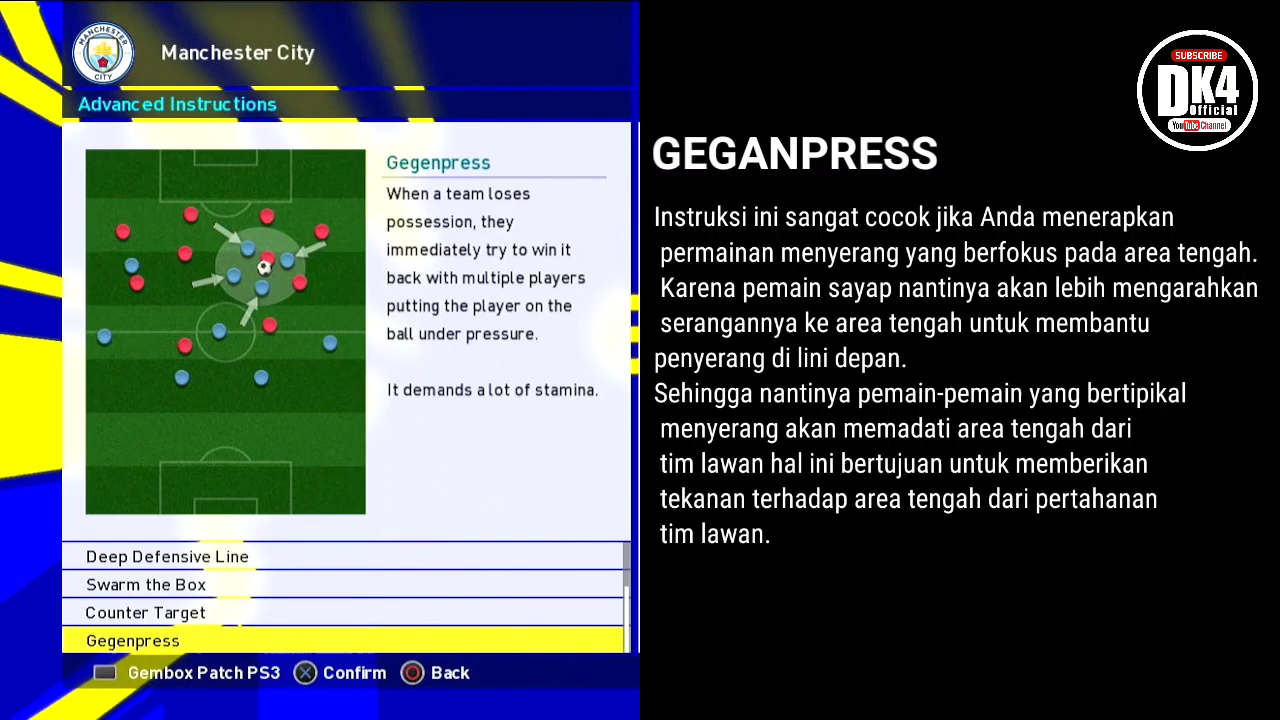 MANCHESTER
CITY
Manchester City
Advanced Instructions
Gegenpress
When a team loses
possession, they
immediately try to win it
back with multiple players
putting the player on the
ball under pressure.
It demands a lot of stamina.
Deep Defensive Line
Swarm the Box
Counter Target
Gegenpress
Gembox Patch PS3
Confirm
Back
SUBSCRIBE
DK4
Official
YouTube Channel
GEGANPRESS
Instruksi ini sangat cocok jika Anda menerapkan
permainan menyerang yang berfokus pada area tengah.
Karena pemain sayap nantinya akan lebih mengarahkan
serangannya ke area tengah untuk membantu
penyerang di lini depan.
Sehingga nantinya pemain-pemain yang bertipikal
menyerang akan memadati area tengah dari
tim lawan hal ini bertujuan untuk memberikan
tekanan terhadap area tengah dari pertahanan
tim lawan.